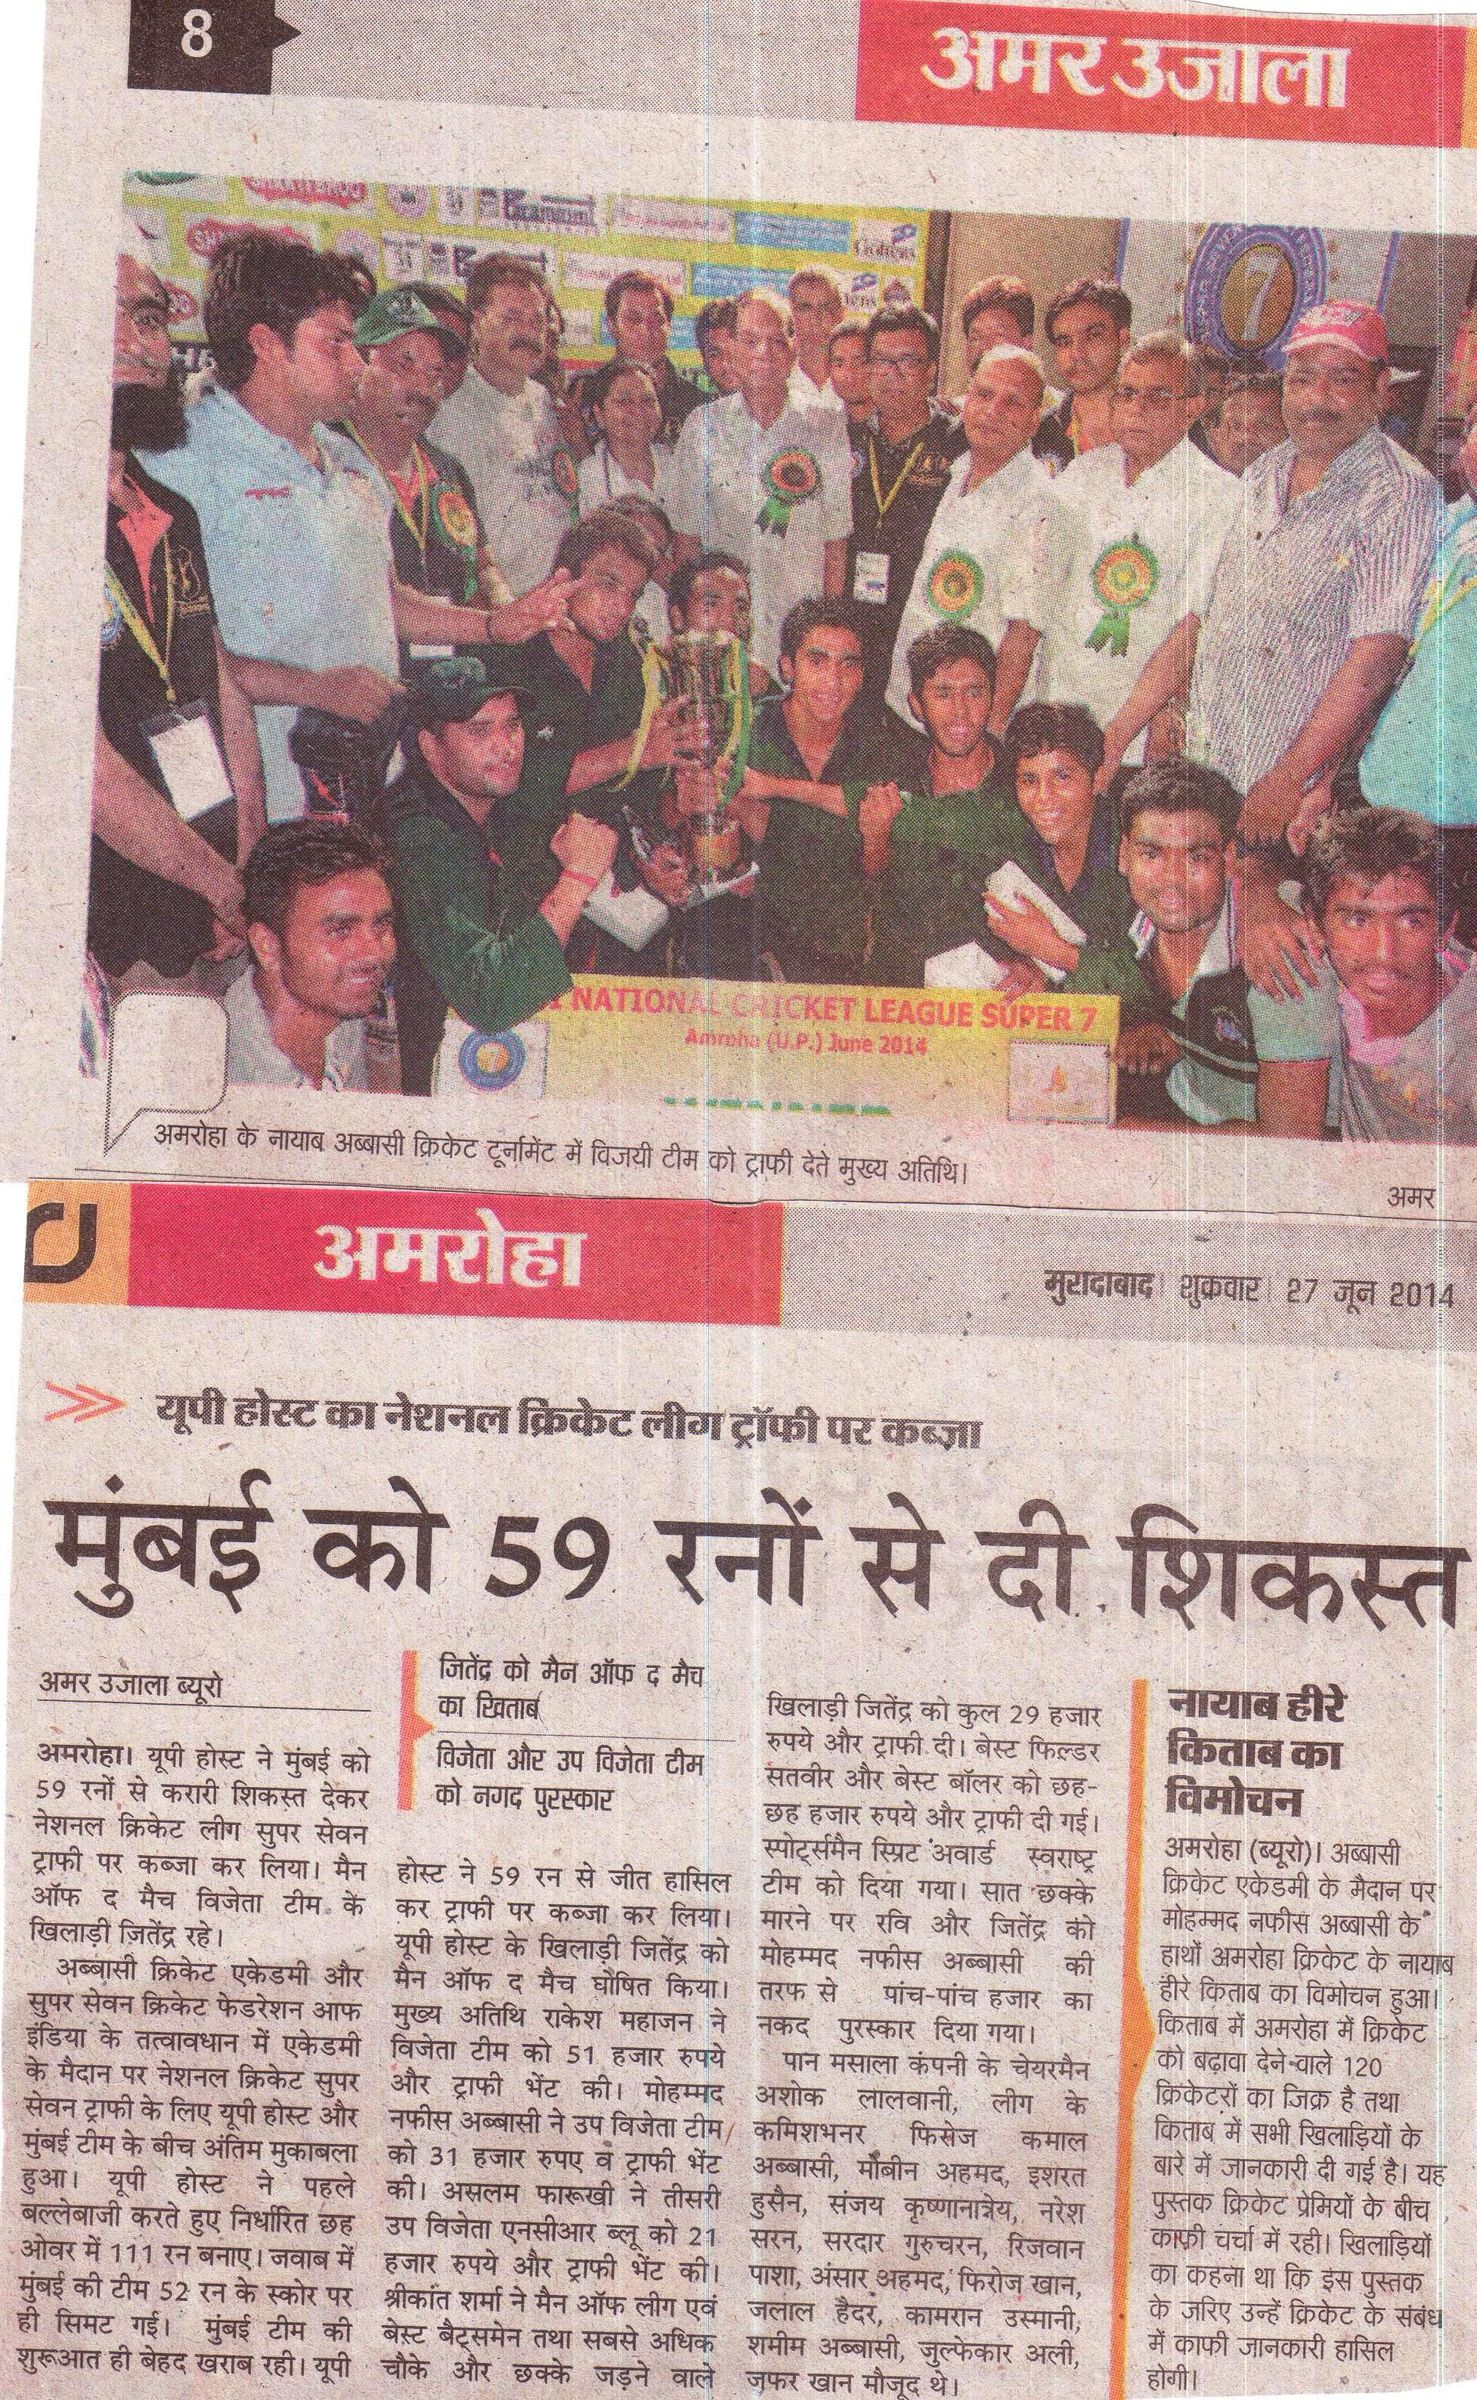 8
अमर उजाला
Paramount
7
NATIONAL CRICKET LEAGUE SUPER 7
Amroha (U.P.) June 2014
अमरोहा के नायाब अब्बासी क्रिकेट टूर्नामेंट में विजयी टीम को ट्राफी देते मुख्य अतिथि।
अमर
अमरोहा
मुरादाबाद। शुक्रवार। 27 जून 2014
यूपी होस्ट का नेशनल क्रिकेट लीग ट्रॉफी पर कब्ज़ा
मुंबई को 59 रनों से दी शिकस्त
अमर उजाला ब्यूरो
अमरोहा। यूपी होस्ट ने मुंबई को
59 रनों से करारी शिकस्त देकर
नेशनल क्रिकेट लीग सुपर सेवन
ट्राफी पर कब्जा कर लिया। मैन
ऑफ द मैच विजेता टीम के
खिलाड़ी जितेंद्र रहे।
अब्बासी क्रिकेट एकेडमी और
सुपर सेवन क्रिकेट फेडरेशन आफ
इंडिया के तत्वावधान में एकेडमी
के मैदान पर नेशनल क्रिकेट सुपर
सेवन ट्राफी के लिए यूपी होस्ट और
मुंबई टीम के बीच अंतिम मुकाबला
हुआ। यूपी होस्ट ने पहले
बल्लेबाजी करते हुए निर्धारित छह
ओवर में 111 रन बनाए। जवाब में
मुंबई की टीम 52 रन के स्कोर पर
ही सिमट गई। मुंबई टीम की
शुरूआत ही बेहद खराब रही। यूपी
जितेंद्र को मैन ऑफ द मैच
का खिताब
विजेता और उप विजेता टीम
को नगद पुरस्कार
होस्ट ने 59 रन से जीत हासिल
कर ट्राफी पर कब्जा कर लिया।
यूपी होस्ट के खिलाड़ी जितेंद्र को
मैन ऑफ द मैच घोषित किया।
मुख्य अतिथि राकेश महाजन ने
विजेता टीम को 51 हजार रुपये
और ट्राफी भेंट की। मोहम्मद
नफीस अब्बासी ने उप विजेता टीम
को 31 हजार रुपए व ट्राफी भेंट
की। असलम फारूखी ने तीसरी
उप विजेता एनसीआर ब्लू को 21
हजार रुपये और ट्राफी भेंट की।
श्रीकांत शर्मा ने मैन ऑफ लीग एवं
बेस्ट बैट्समेन तथा सबसे अधिक
चौके और छक्के जड़ने वाले
खिलाड़ी जितेंद्र को कुल 29 हजार
रुपये और ट्राफी दी। बेस्ट फिल्डर
सतवीर और बेस्ट बॉलर को छह-
छह हजार रुपये और ट्राफी दी गई।
स्पोर्ट्समैन स्प्रिट अवार्ड स्वराष्ट्र
टीम को दिया गया। सात छक्के
मारने पर रवि और जितेंद्र को
मोहम्मद नफीस अब्बासी की
तरफ से पांच-पांच हजार का
नकद पुरस्कार दिया गया।
पान मसाला कंपनी के चेयरमैन
अशोक लालवानी, लीग के
कमिशभनर फिसेज कमाल
अब्बासी, मोबीन अहमद, इशरत
हुसैन, संजय कृष्णानात्रेय, नरेश
सरन, सरदार गुरुचरन, रिजवान
पाशा, अंसार अहमद, फिरोज खान,
जलाल हैदर, कामरान उस्मानी,
शमीम अब्बासी, जुल्फेकार अली,
जफर खान मौजूद थे।
नायाब हीरे
किताब का
विमोचन
अमरोहा (ब्यूरो)। अब्बासी
क्रिकेट एकेडमी के मैदान पर
मोहम्मद नफीस अब्बासी के
हाथों अमरोहा क्रिकेट के नायाब
हीरे किताब का विमोचन हुआ।
किताब में अमरोहा में क्रिकेट
को बढ़ावा देने वाले 120
क्रिकेटरों का जिक्र है तथा
किताब में सभी खिलाड़ियों के
बारे में जानकारी दी गई है। यह
पुस्तक क्रिकेट प्रेमियों के बीच
काफी चर्चा में रही। खिलाड़ियों
का कहना था कि इस पुस्तक
के जरिए उन्हें क्रिकेट के संबंध
में काफी जानकारी हासिल
होगी।